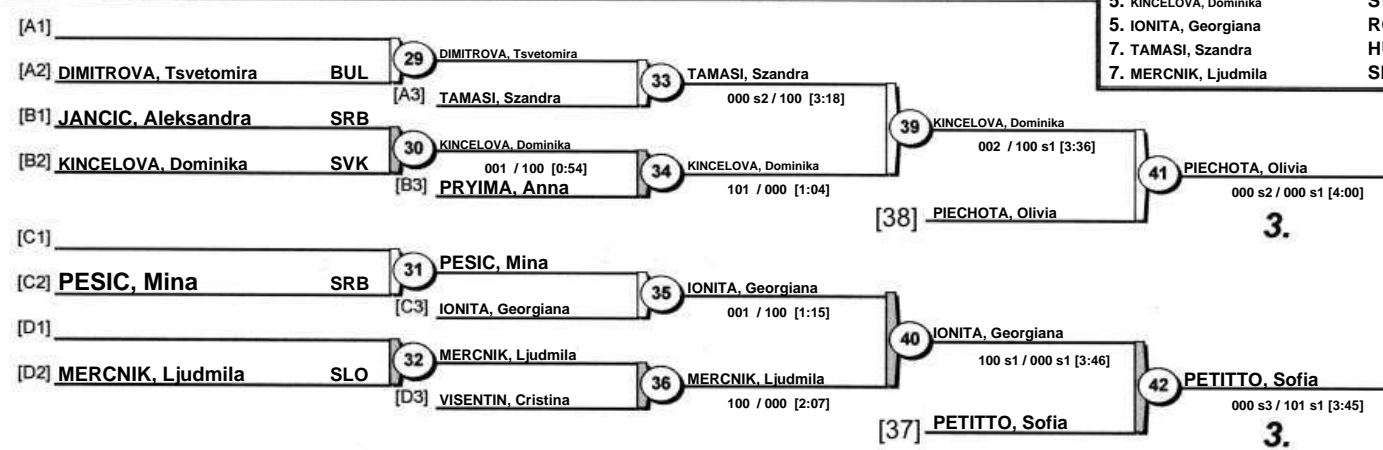 5. KINCELOVA, Dominika
5. IONITA, Georgiana
7. TAMASI, Szandra
7. MERCNIK, Ljudmila
[A1]
[A2] DIMITROVA, Tsvetomira BUL
29 DIMITROVA, Tsvetomira
[A3] TAMASI, Szandra
33 TAMASI, Szandra
000 s2 / 100 [3:18]
[B1] JANCIC, Aleksandra SRB
[B2] KINCELOVA, Dominika SVK
30 KINCELOVA, Dominika
001 / 100 [0:54]
[B3] PRYIMA, Anna
34 KINCELOVA, Dominika
101 / 000 [1:04]
39 KINCELOVA, Dominika
002 / 100 s1 [3:36]
[38] PIECHOTA, Olivia
41 PIECHOTA, Olivia
000 s2 / 000 s1 [4:00]
3.
[C1]
[C2] PESIC, Mina SRB
31 PESIC, Mina
[C3] IONITA, Georgiana
35 IONITA, Georgiana
001 / 100 [1:15]
[D1]
[D2] MERCNIK, Ljudmila SLO
32 MERCNIK, Ljudmila
[D3] VISENTIN, Cristina
36 MERCNIK, Ljudmila
100 / 000 [2:07]
40 IONITA, Georgiana
100 s1 / 000 s1 [3:46]
[37] PETITTO, Sofia
42 PETITTO, Sofia
000 s3 / 101 s1 [3:45]
3.